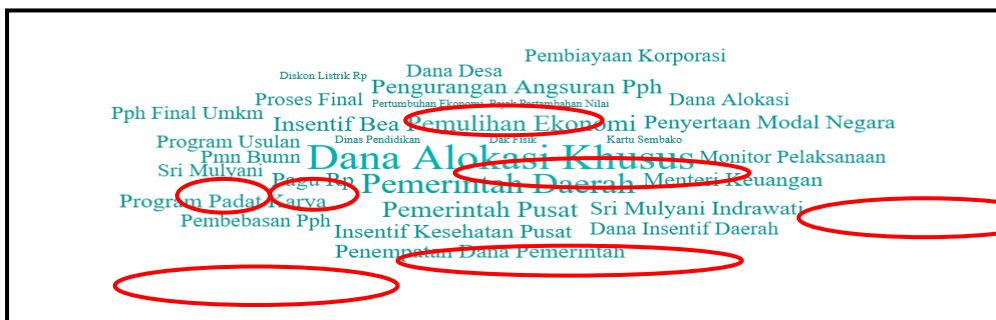 Pembiayaan Korporasi
Diskon Listrik Rp Dana Desa
Pengurangan Angsuran Pph
Proses Final Pertumbuhan Ekonomi Pajak Pertambahan Nilai Dana Alokasi
Pph Final Umkm Insentif Bea Pemulihan Ekonomi Penyertaan Modal Negara
Program Usulan Dinas Pendidikan Dak Fisik Kartu Sembako
Pmn Bumn Dana Alokasi Khusus Monitor Pelaksanaan
Sri Mulyani Pagu Rp Pemerintah Daerah Menteri Keuangan
Program Padat Karya Pemerintah Pusat Sri Mulyani Indrawati
Pembebasan Pph Insentif Kesehatan Pusat Dana Insentif Daerah
Penempatan Dana Pemerintah